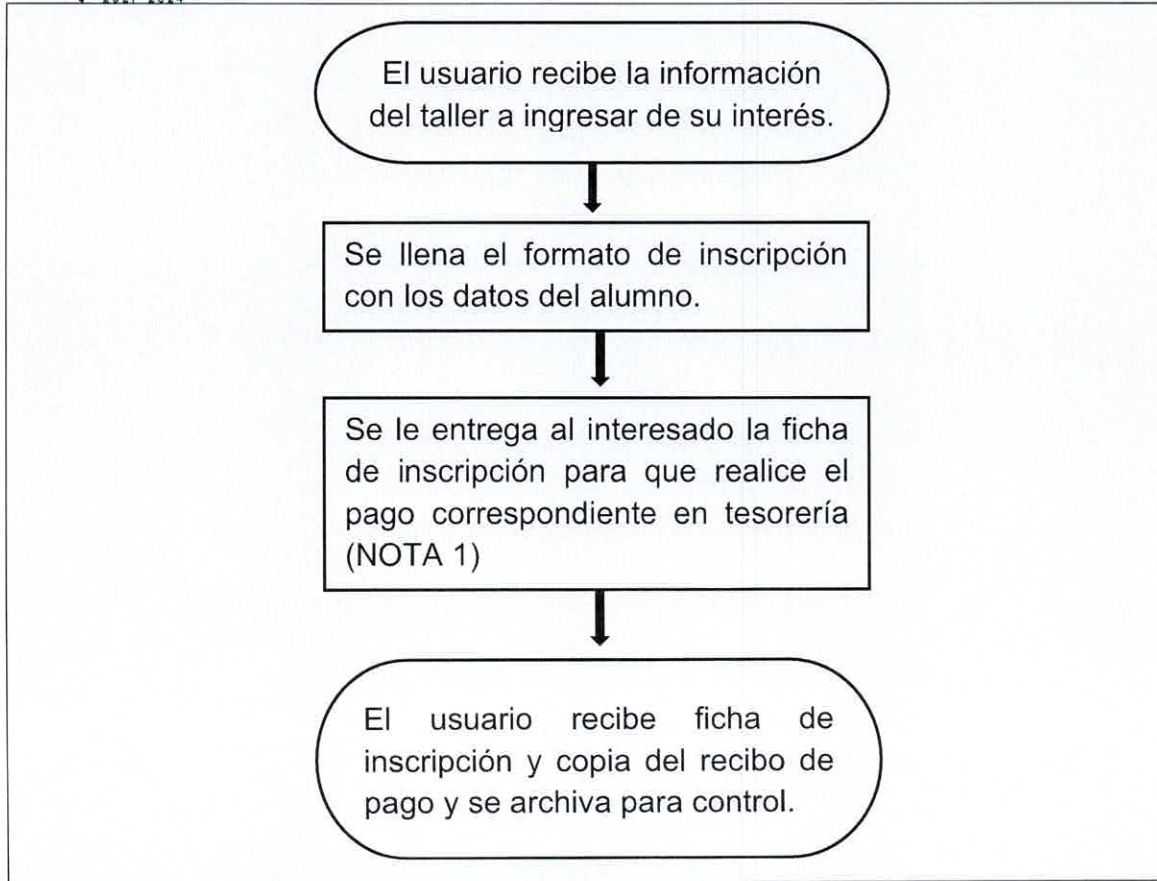 El usuario recibe la información
del taller a ingresar de su interés.
Se llena el formato de inscripción
con los datos del alumno.
Se le entrega al interesado la ficha
de inscripción para que realice el
pago correspondiente en tesorería
(NOTA 1)
El usuario recibe ficha de
inscripción y copia del recibo de
pago y se archiva para control.